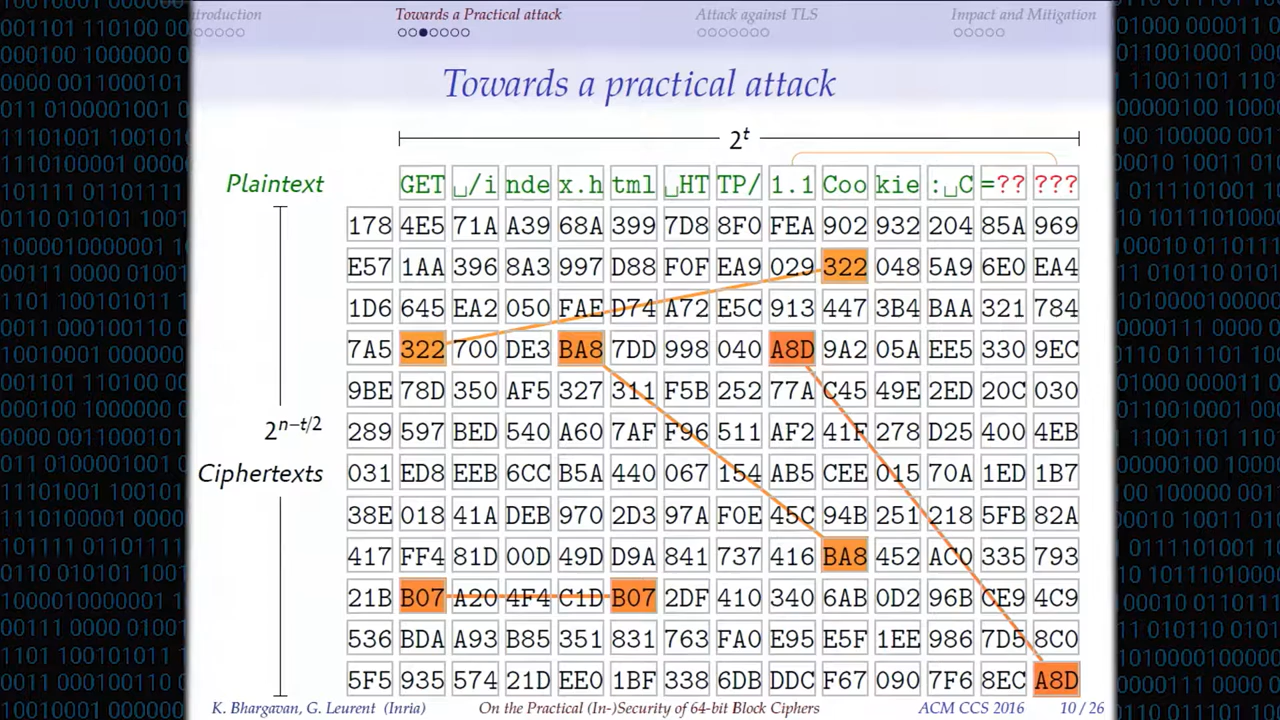 Introduction Towards a Practical attack Attack against TLS Impact and Mitigation
Towards a practical attack
2^t
Plaintext GET ␣/i nde x.h tml ␣HT TP/ 1.1 Coo kie :␣C =?? ???
178 4E5 71A A39 68A 399 7D8 8F0 FEA 902 932 204 85A 969
E57 1AA 396 8A3 997 D88 F0F EA9 029 322 048 5A9 6E0 EA4
1D6 645 EA2 050 FAE D74 A72 E5C 913 447 3B4 BAA 321 784
7A5 322 700 DE3 BA8 7DD 998 040 A8D 9A2 05A EE5 330 9EC
9BE 78D 350 AF5 327 311 F5B 252 77A C45 49E 2ED 20C 030
2^{n-t/2} 289 597 BED 540 A60 7AF F96 511 AF2 41F 278 D25 400 4EB
Ciphertexts 031 ED8 EEB 6CC B5A 440 067 154 AB5 CEE 015 70A 1ED 1B7
38E 018 41A DEB 970 2D3 97A F0E 45C 94B 251 218 5FB 82A
417 FF4 81D 00D 49D D9A 841 737 416 BA8 452 AC0 335 793
21B B07 A20 4F4 C1D B07 2DF 410 340 6AB 0D2 96B CE9 4C9
536 BDA A93 B85 351 831 763 FA0 E95 E5F 1EE 986 7D5 8C0
5F5 935 574 21D EE0 1BF 338 6DB DDC F67 090 7F6 8EC A8D
K. Bhargavan, G. Leurent (Inria) On the Practical (In-)Security of 64-bit Block Ciphers ACM CCS 2016 10 / 26